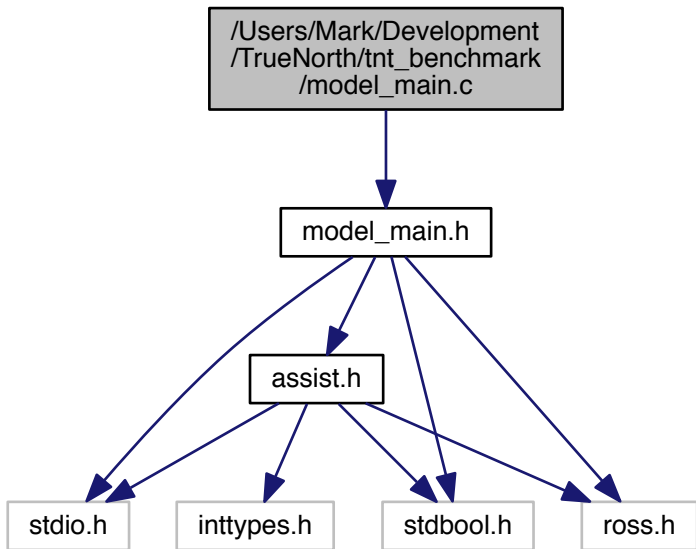 /Users/Mark/Development
/TrueNorth/tnt_benchmark
/model_main.c
model_main.h
assist.h
stdio.h
inttypes.h
stdbool.h
ross.h